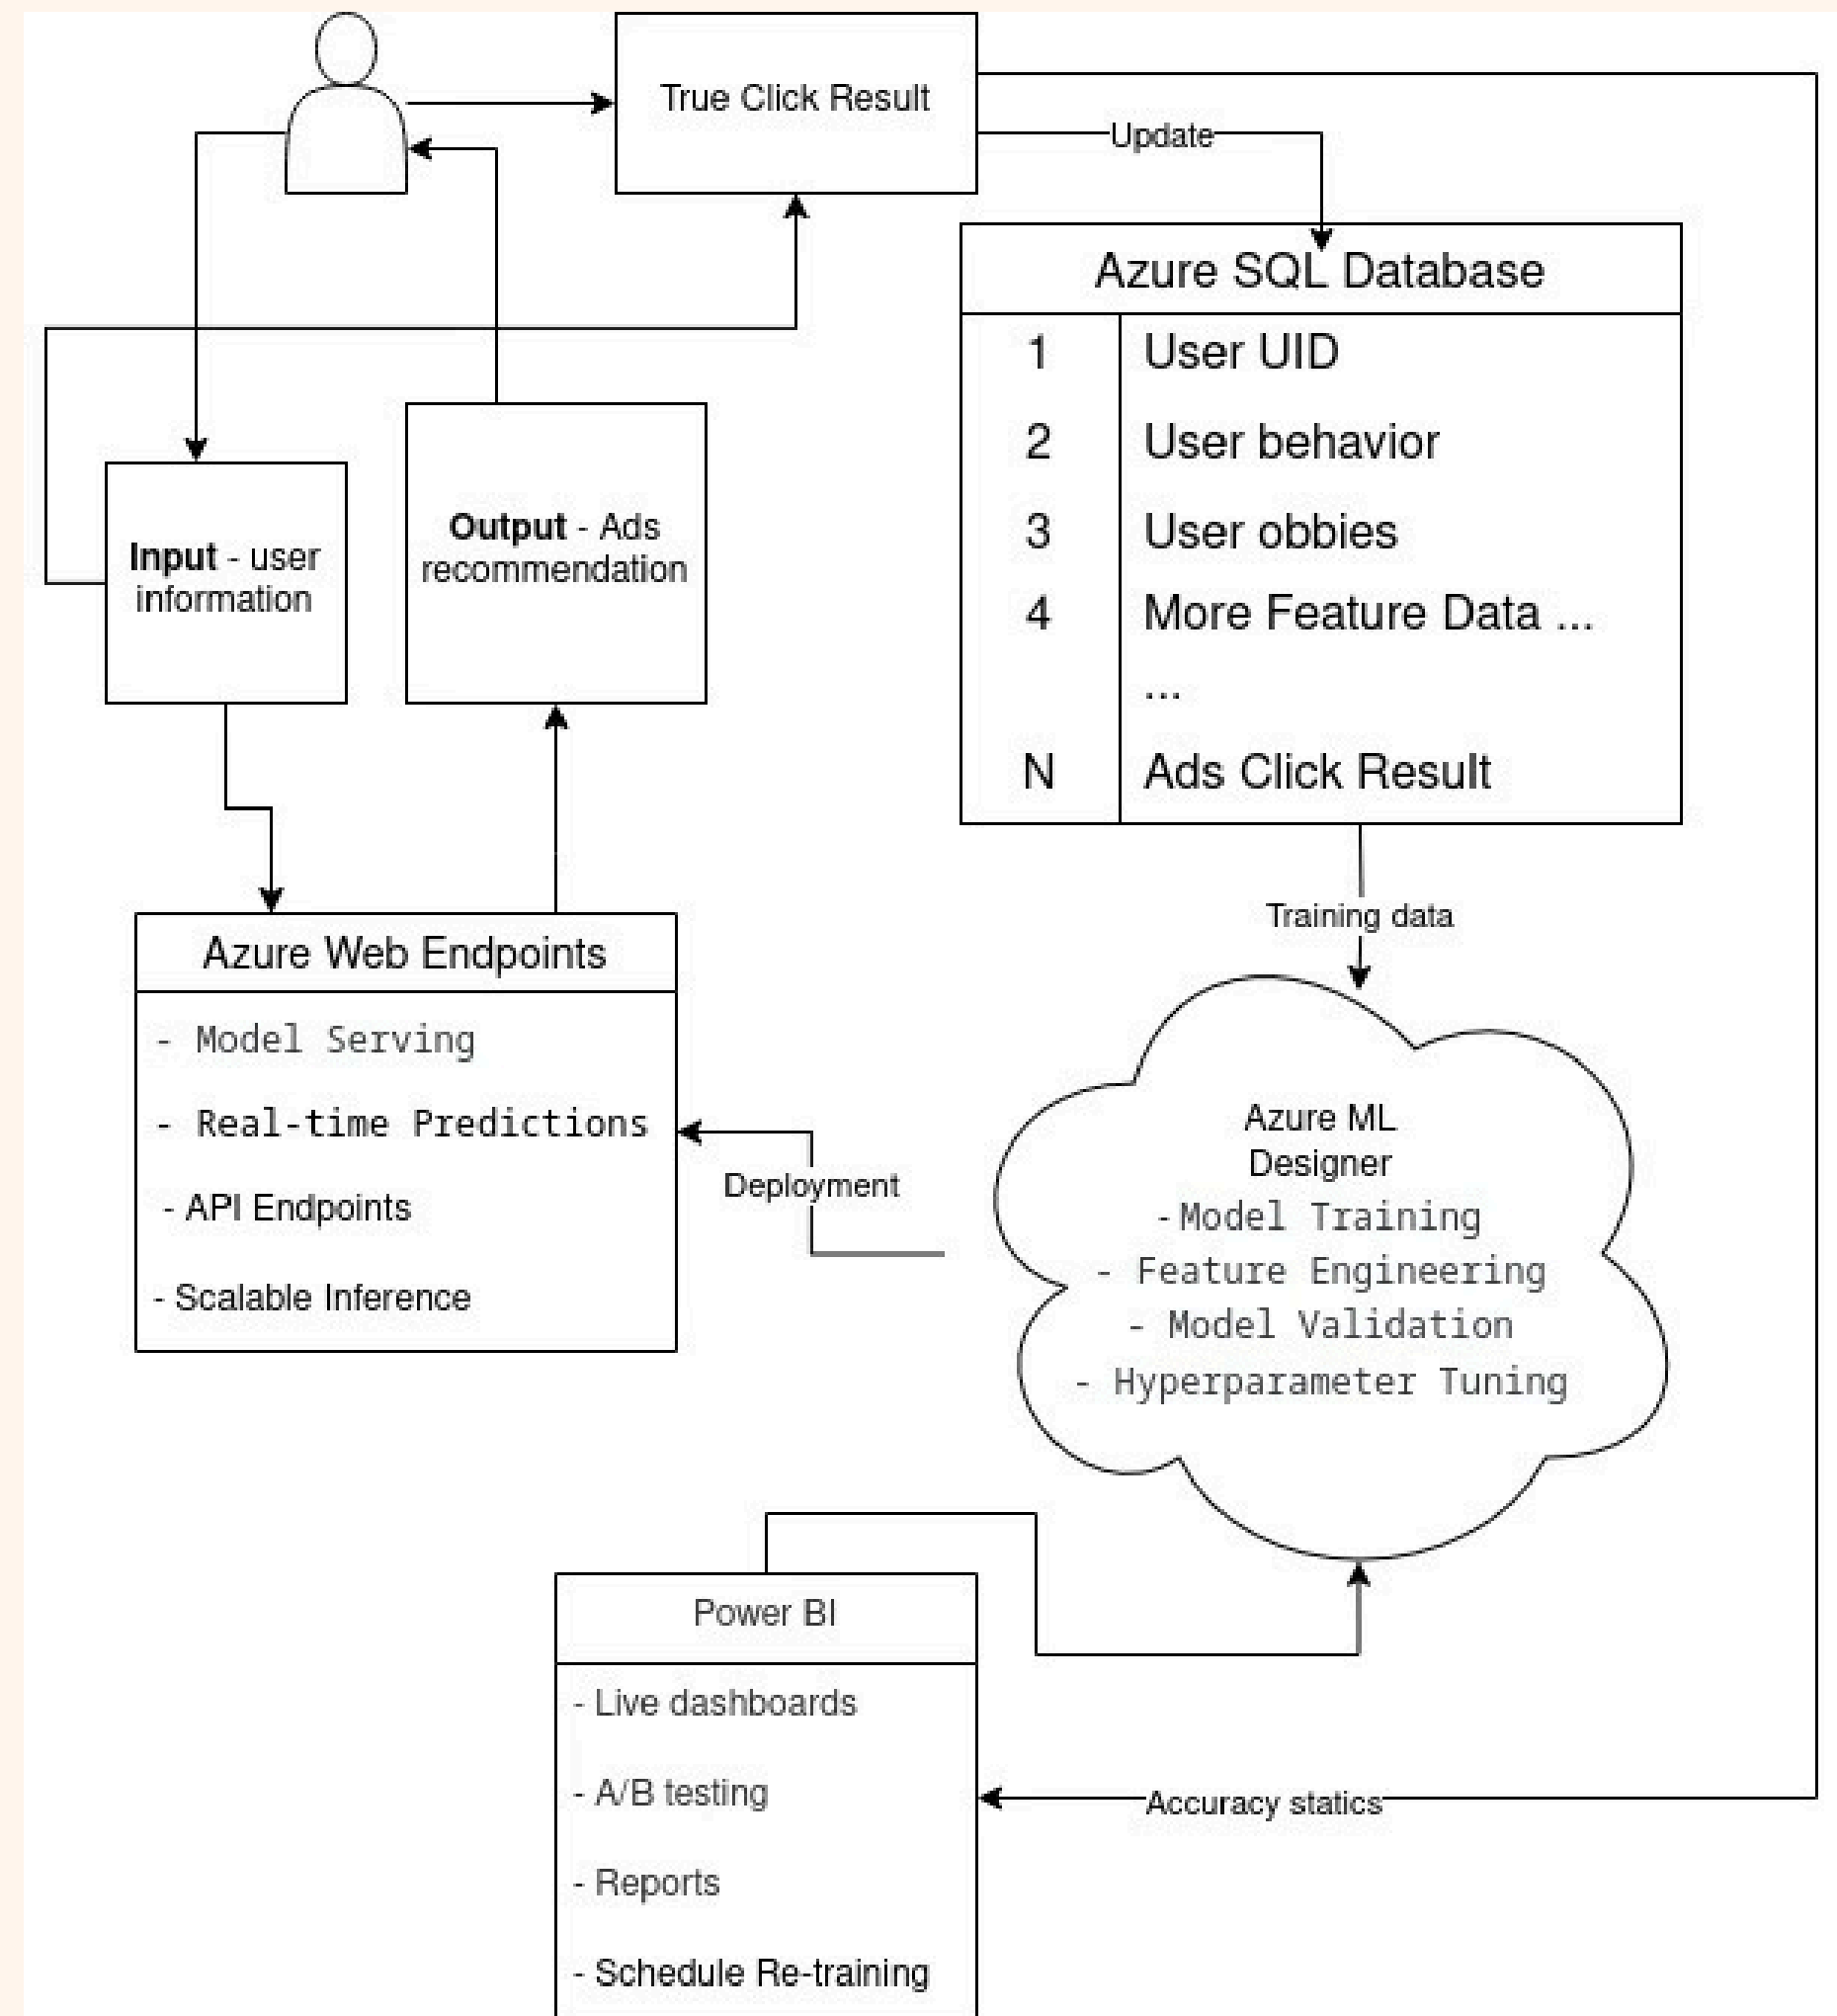 True Click Result
Update
Azure SQL Database
1 User UID
2 User behavior
3 User obbies
4 More Feature Data ...
...
N Ads Click Result
Input - user
information
Output - Ads
recommendation
Training data
Azure Web Endpoints
- Model Serving
- Real-time Predictions
- API Endpoints
- Scalable Inference
Deployment
Azure ML
Designer
- Model Training
- Feature Engineering
- Model Validation
- Hyperparameter Tuning
Power BI
- Live dashboards
- A/B testing
- Reports
- Schedule Re-training
Accuracy statics